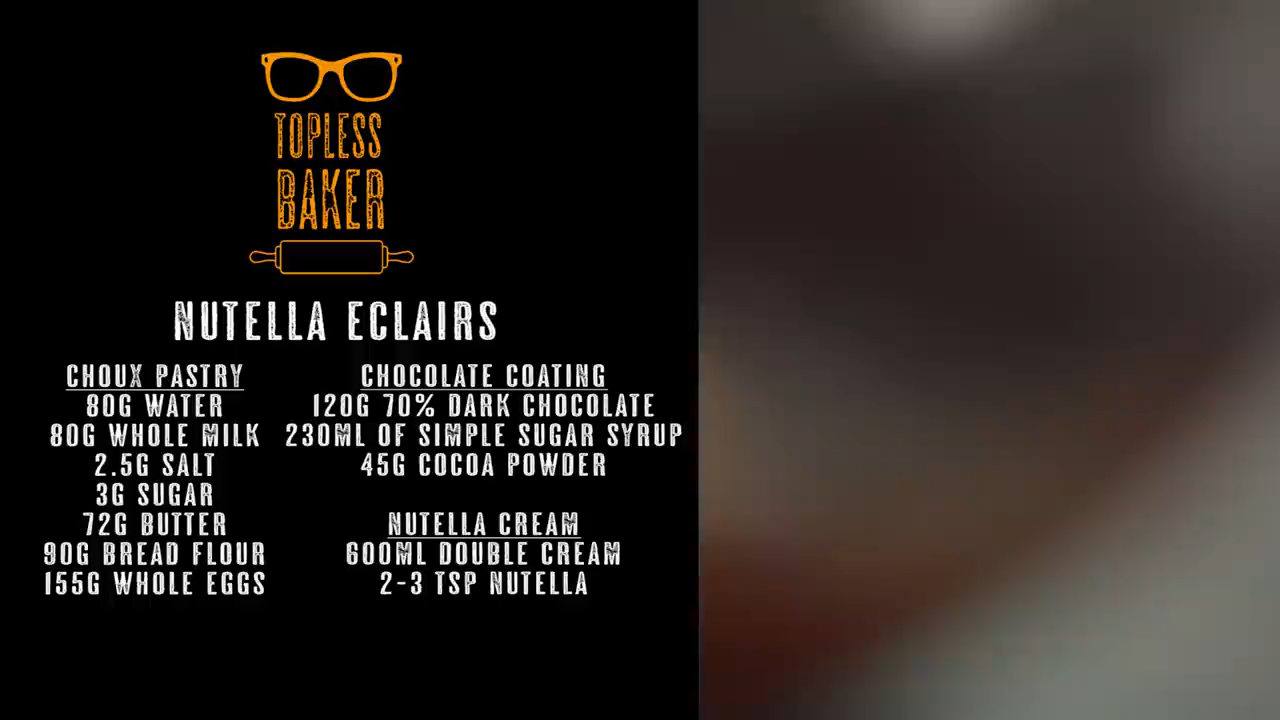 TOPLESS
BAKER
NUTELLA ECLAIRS
CHOUX PASTRY
80G WATER
80G WHOLE MILK
2.5G SALT
3G SUGAR
72G BUTTER
90G BREAD FLOUR
155G WHOLE EGGS
CHOCOLATE COATING
120G 70% DARK CHOCOLATE
230ML OF SIMPLE SUGAR SYRUP
45G COCOA POWDER
NUTELLA CREAM
600ML DOUBLE CREAM
2-3 TSP NUTELLA